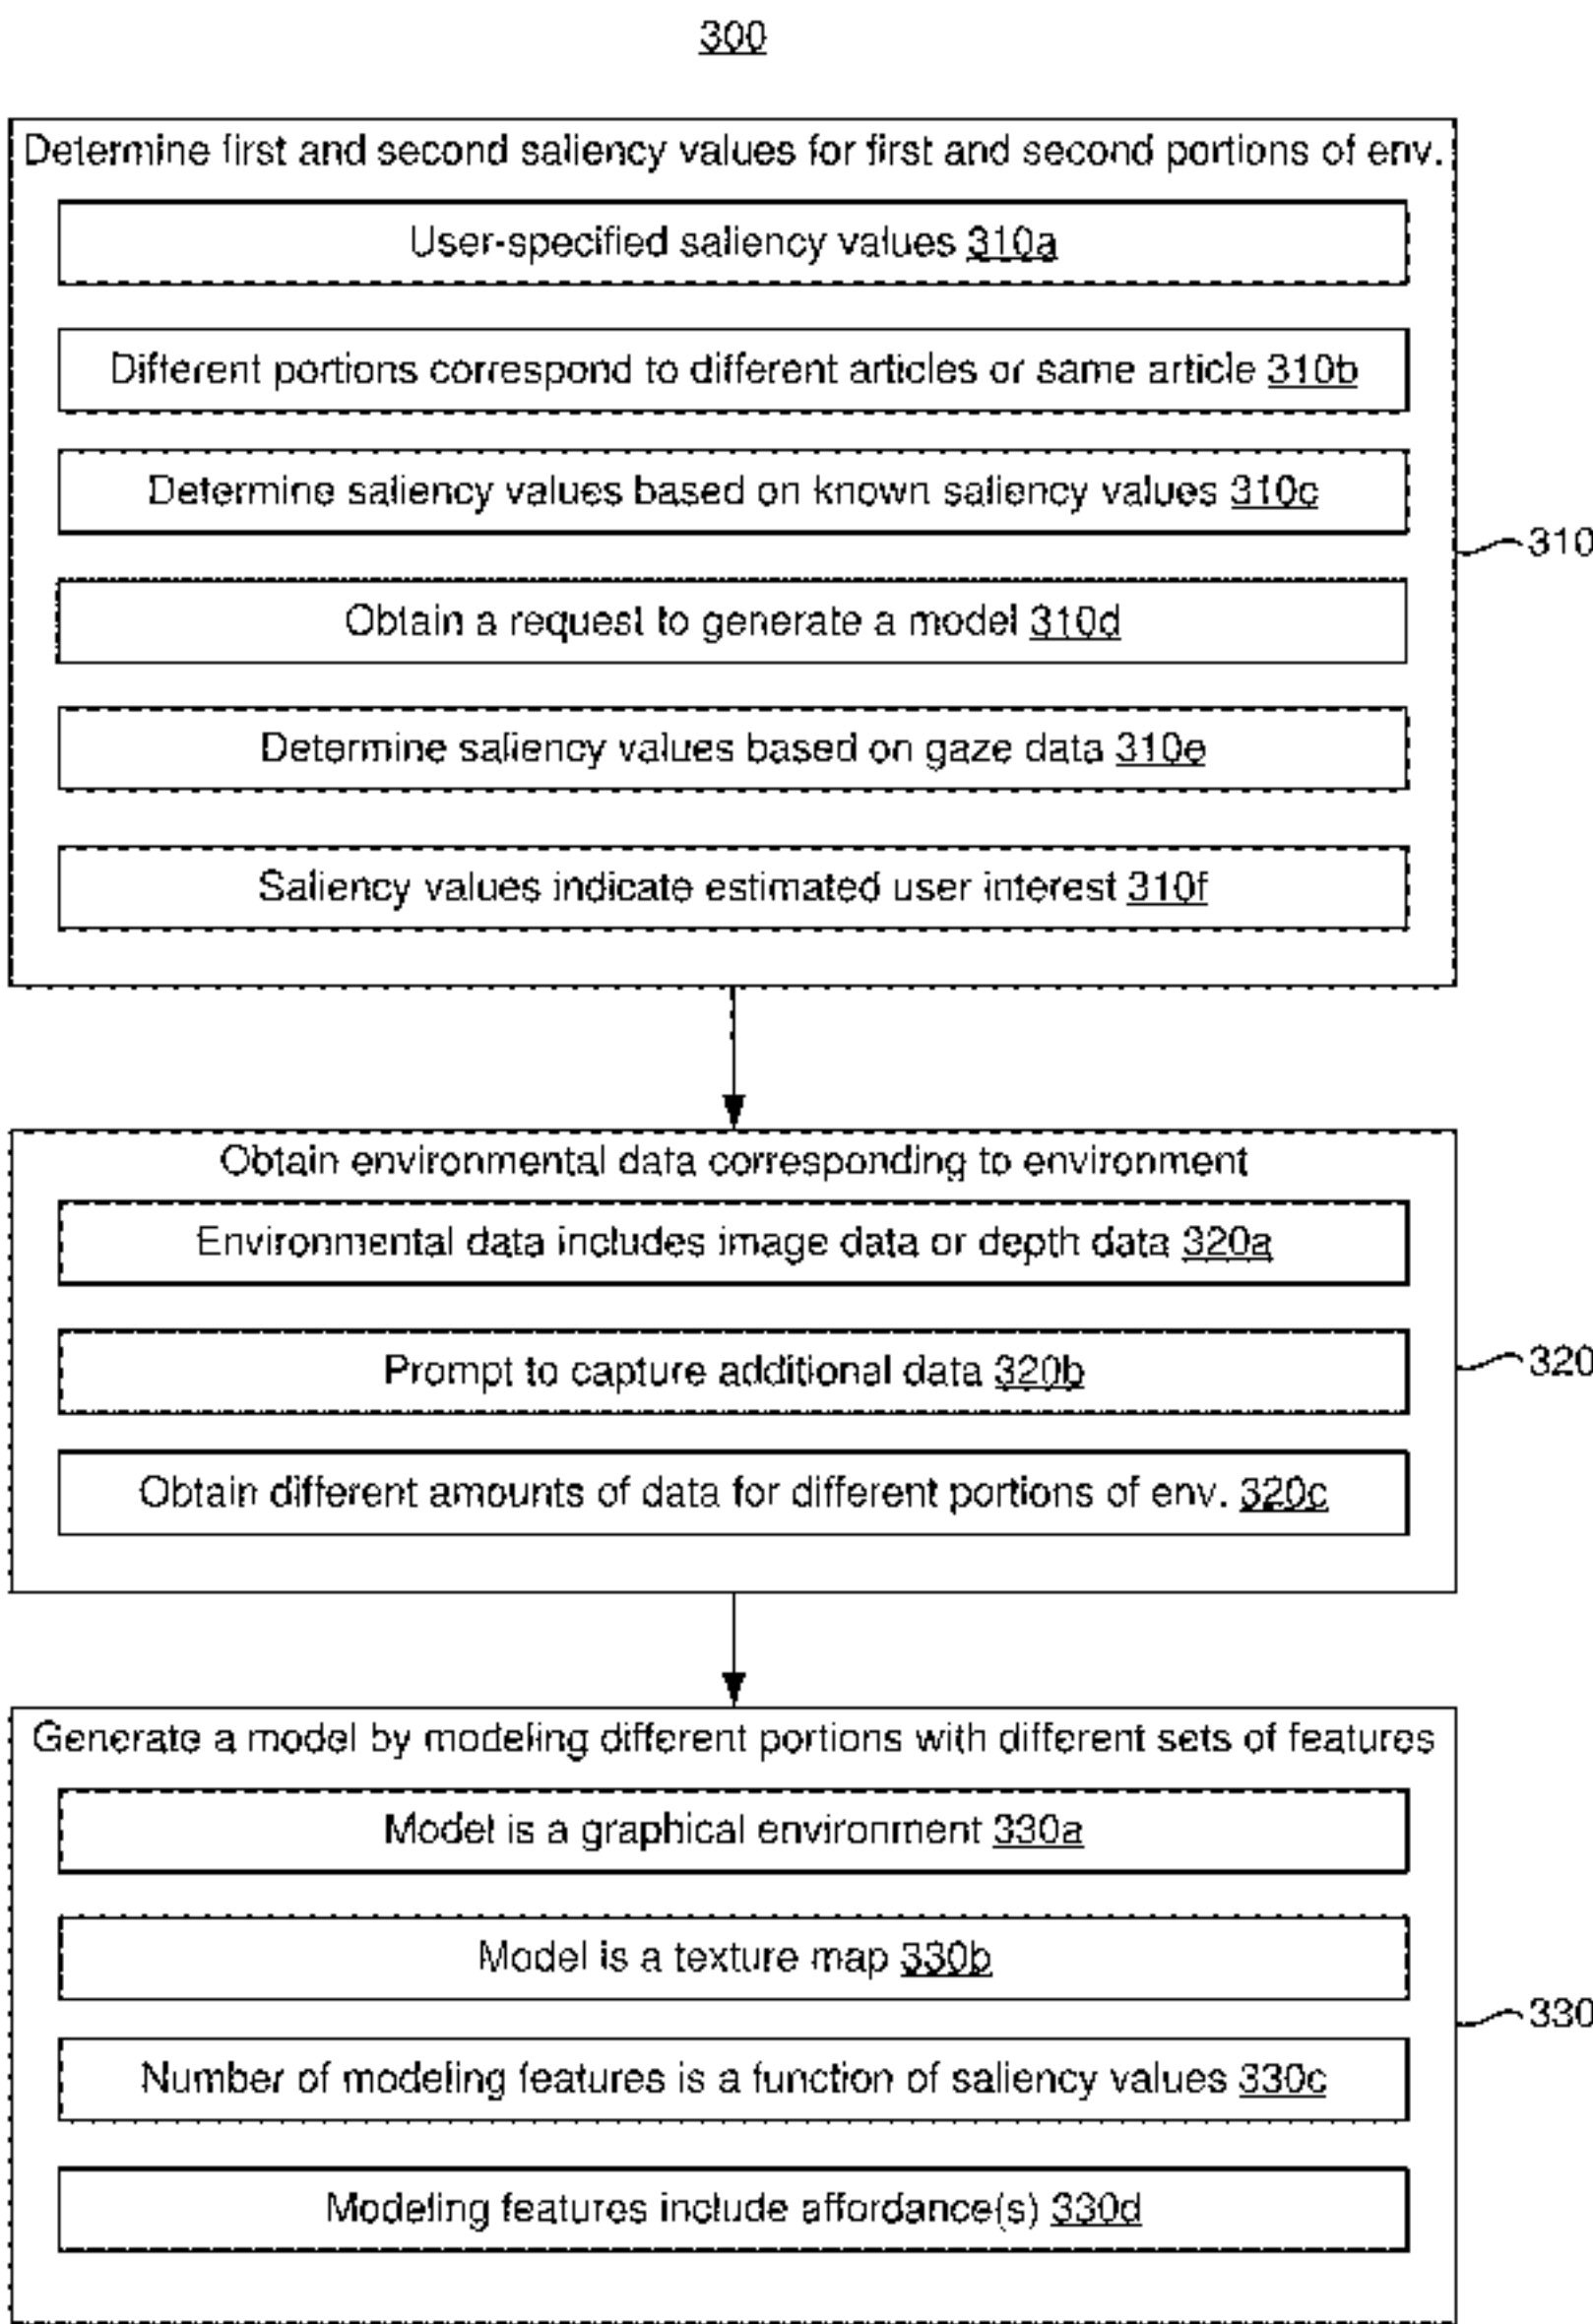 300
Determine first and second saliency values for first and second portions of env.
User-specified saliency values 310a
Different portions correspond to different articles or same article 310b
Determine saliency values based on known saliency values 310c
310
Obtain a request to generate a model 310d
Determine saliency values based on gaze data 310e
Saliency values indicate estimated user interest 310f
Obtain environmental data corresponding to environment
Environmental data includes image data or depth data 320a
Prompt to capture additional data 320b
320
Obtain different amounts of data for different portions of env. 320c
Generate a model by modeling different portions with different sets of features
Model is a graphical environment 330a
Model is a texture map 330b
330
Number of modeling features is a function of saliency values 330c
Modeling features include affordance(s) 330d